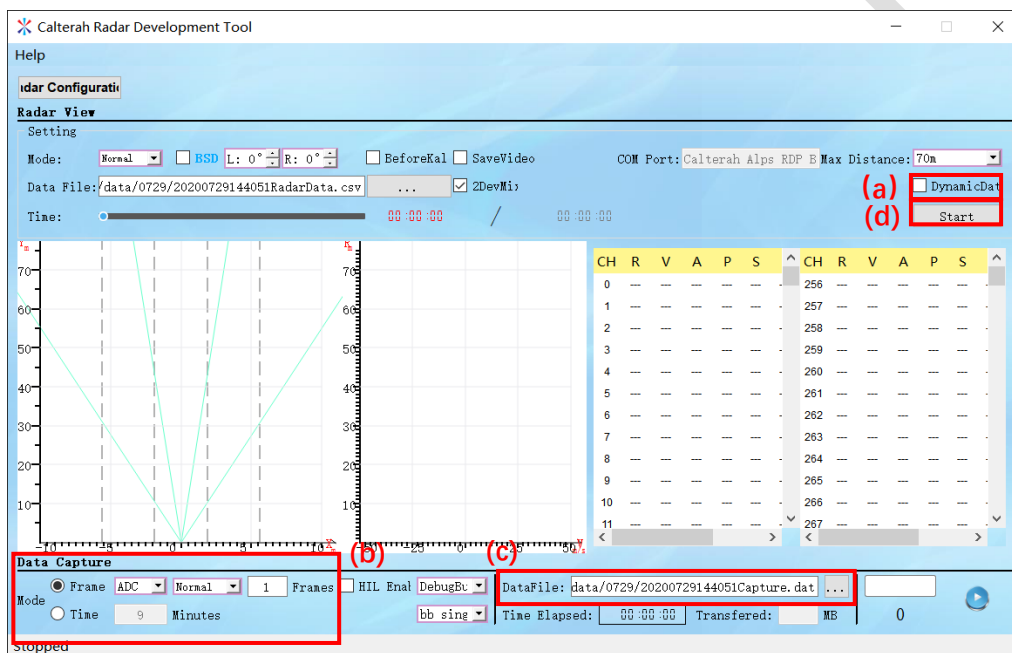 Calterah Radar Development Tool
Help
Radar View
Setting
Mode: Normal BSD L: 0° R: 0° BeforeKal SaveVideo COM Port: Calterah Alps RDP B Max Distance: 70m
Data File: /data/0729/20200729144051RadarData.csv ... (a) DynamicDat
Time: 00:00:00 / 00:00:00 (d) Start
70 60 50 40 30 20 10
-10 -5 0 5 10
70 60 50 40 30 20 10
-25 0 25 50
CH R V A P S CH R V A P S
0 --- --- --- --- --- 256 --- --- --- --- ---
1 --- --- --- --- --- 257 --- --- --- --- ---
2 --- --- --- --- --- 258 --- --- --- --- ---
3 --- --- --- --- --- 259 --- --- --- --- ---
4 --- --- --- --- --- 260 --- --- --- --- ---
5 --- --- --- --- --- 261 --- --- --- --- ---
6 --- --- --- --- --- 262 --- --- --- --- ---
7 --- --- --- --- --- 263 --- --- --- --- ---
8 --- --- --- --- --- 264 --- --- --- --- ---
9 --- --- --- --- --- 265 --- --- --- --- ---
10 --- --- --- --- --- 266 --- --- --- --- ---
11 --- --- --- --- --- 267 --- --- --- --- ---
Data Capture (b) (c)
Mode Frame ADC Normal 1 Frames HIL Enal DataFile: data/0729/20200729144051Capture.dat ...
Time 9 Minutes bb sing Time Elapsed: 00:00:00 Transfered: MB 0
Stopped